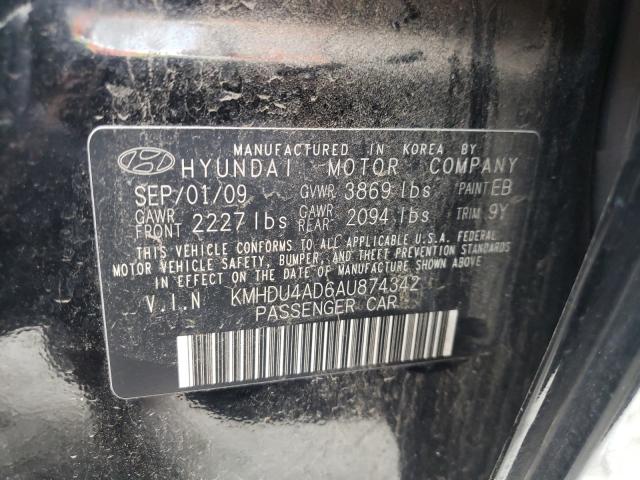 MANUFACTURED IN KOREA BY
HYUNDAI MOTOR COMPANY
SEP/01/09 GVWR 3869 lbs PAINT EB
GAWR FRONT 2227 lbs GAWR REAR 2094 lbs TRIM 9Y
THIS VEHICLE CONFORMS TO ALL APPLICABLE U.S.A. FEDERAL
MOTOR VEHICLE SAFETY, BUMPER, AND THEFT PREVENTION STANDARDS
IN EFFECT ON THE DATE OF MANUFACTURE SHOWN ABOVE.
V.I.N KMHDU4AD6AU874342
PASSENGER CAR